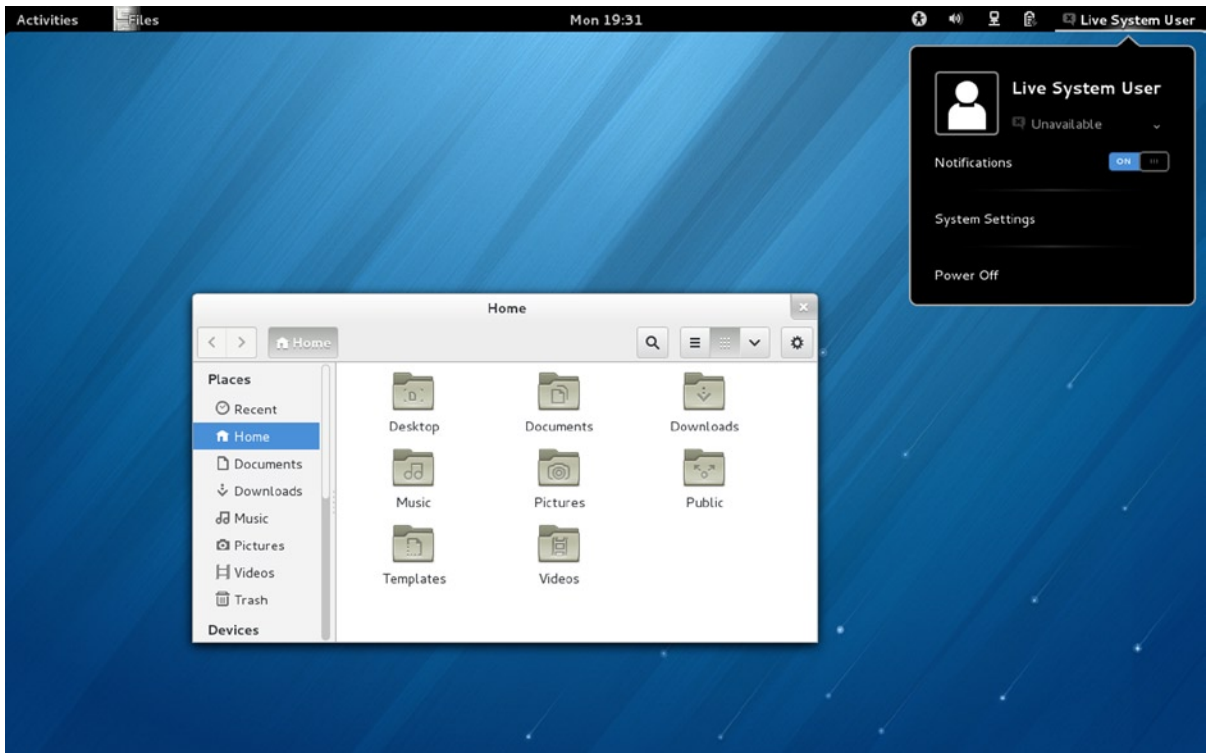 Activities Files Mon 19:31 Live System User
Live System User
Unavailable
Notifications ON
System Settings
Power Off
Home
Home
Places
Recent
Home
Documents
Downloads
Music
Pictures
Videos
Trash
Devices
Desktop Documents Downloads
Music Pictures Public
Templates Videos